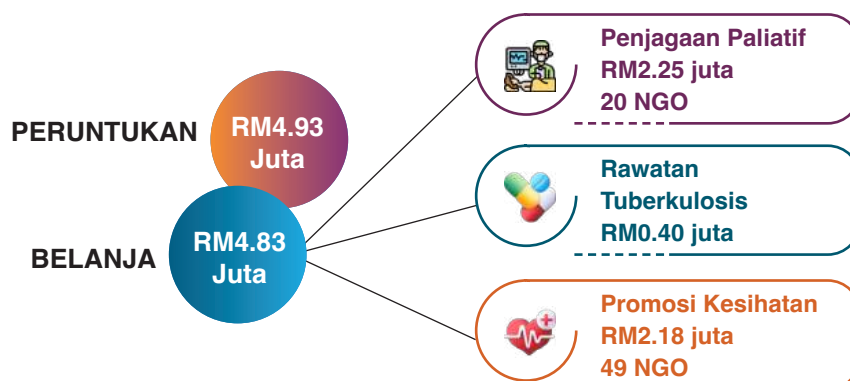 PERUNTUKAN
RM4.93
Juta
BELANJA
RM4.83
Juta
Penjagaan Paliatif
RM2.25 juta
20 NGO
Rawatan
Tuberkulosis
RM0.40 juta
Promosi Kesihatan
RM2.18 juta
49 NGO